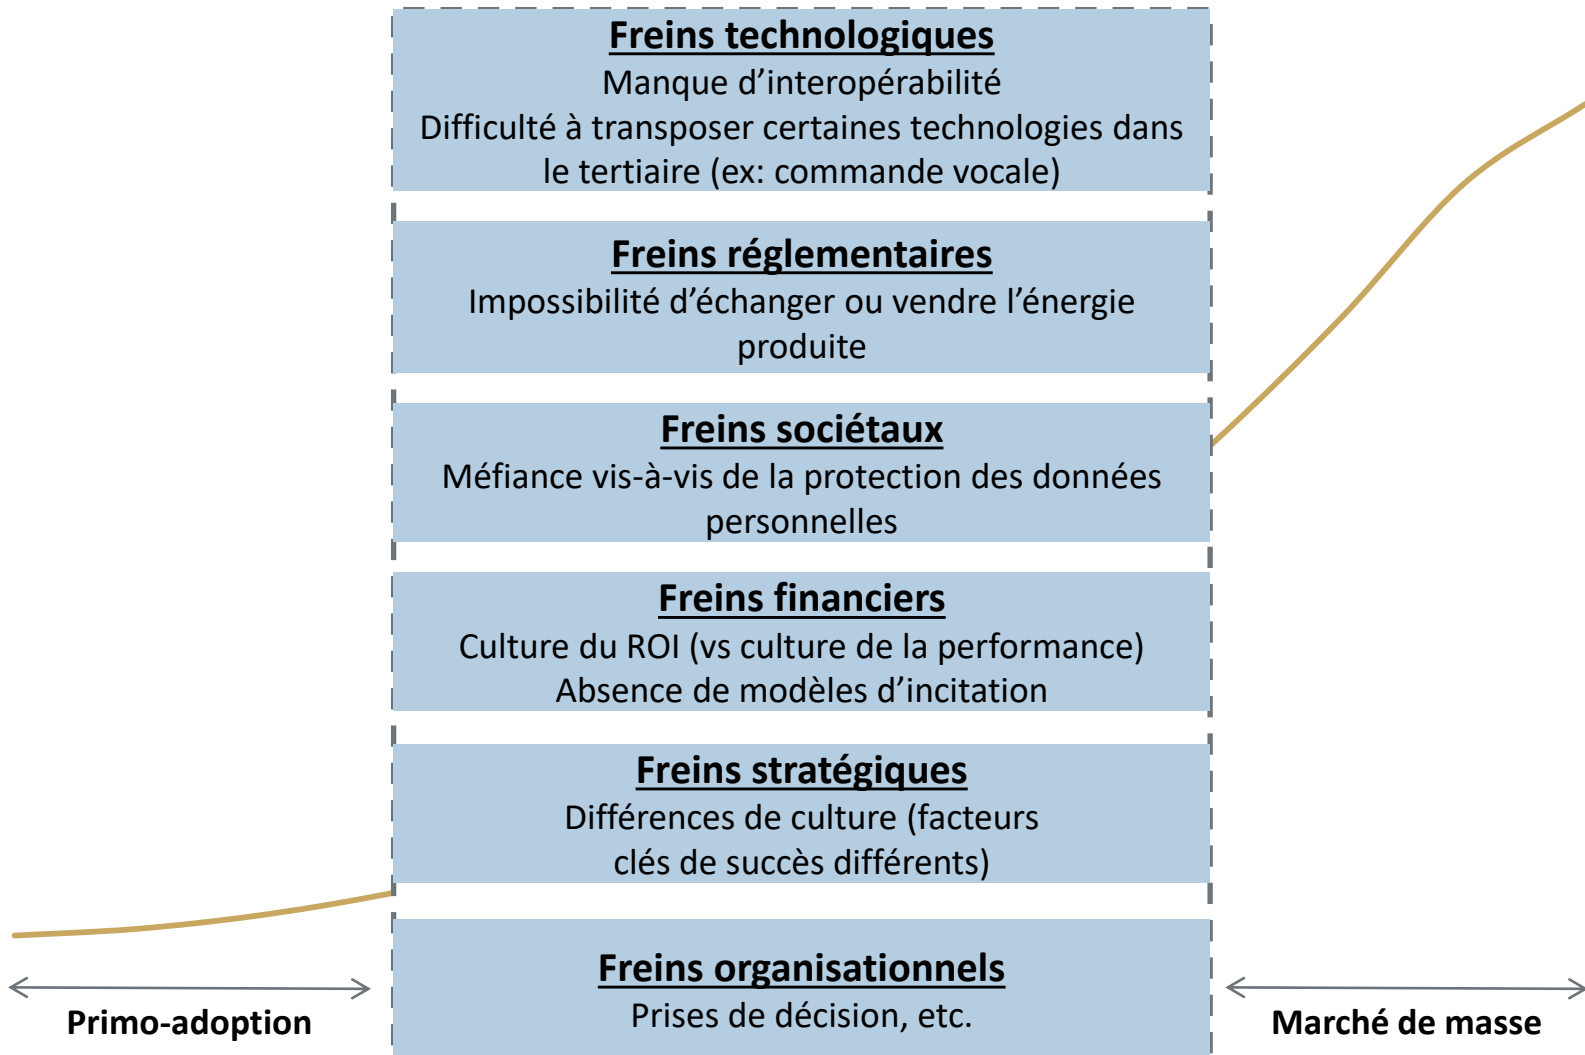 Freins technologiques
Manque d’interopérabilité
Difficulté à transposer certaines technologies dans
le tertiaire (ex: commande vocale)
Freins réglementaires
Impossibilité d’échanger ou vendre l’énergie
produite
Freins sociétaux
Méfiance vis-à-vis de la protection des données
personnelles
Freins financiers
Culture du ROI (vs culture de la performance)
Absence de modèles d’incitation
Freins stratégiques
Différences de culture (facteurs
clés de succès différents)
Freins organisationnels
Prises de décision, etc.
Primo-adoption
Marché de masse